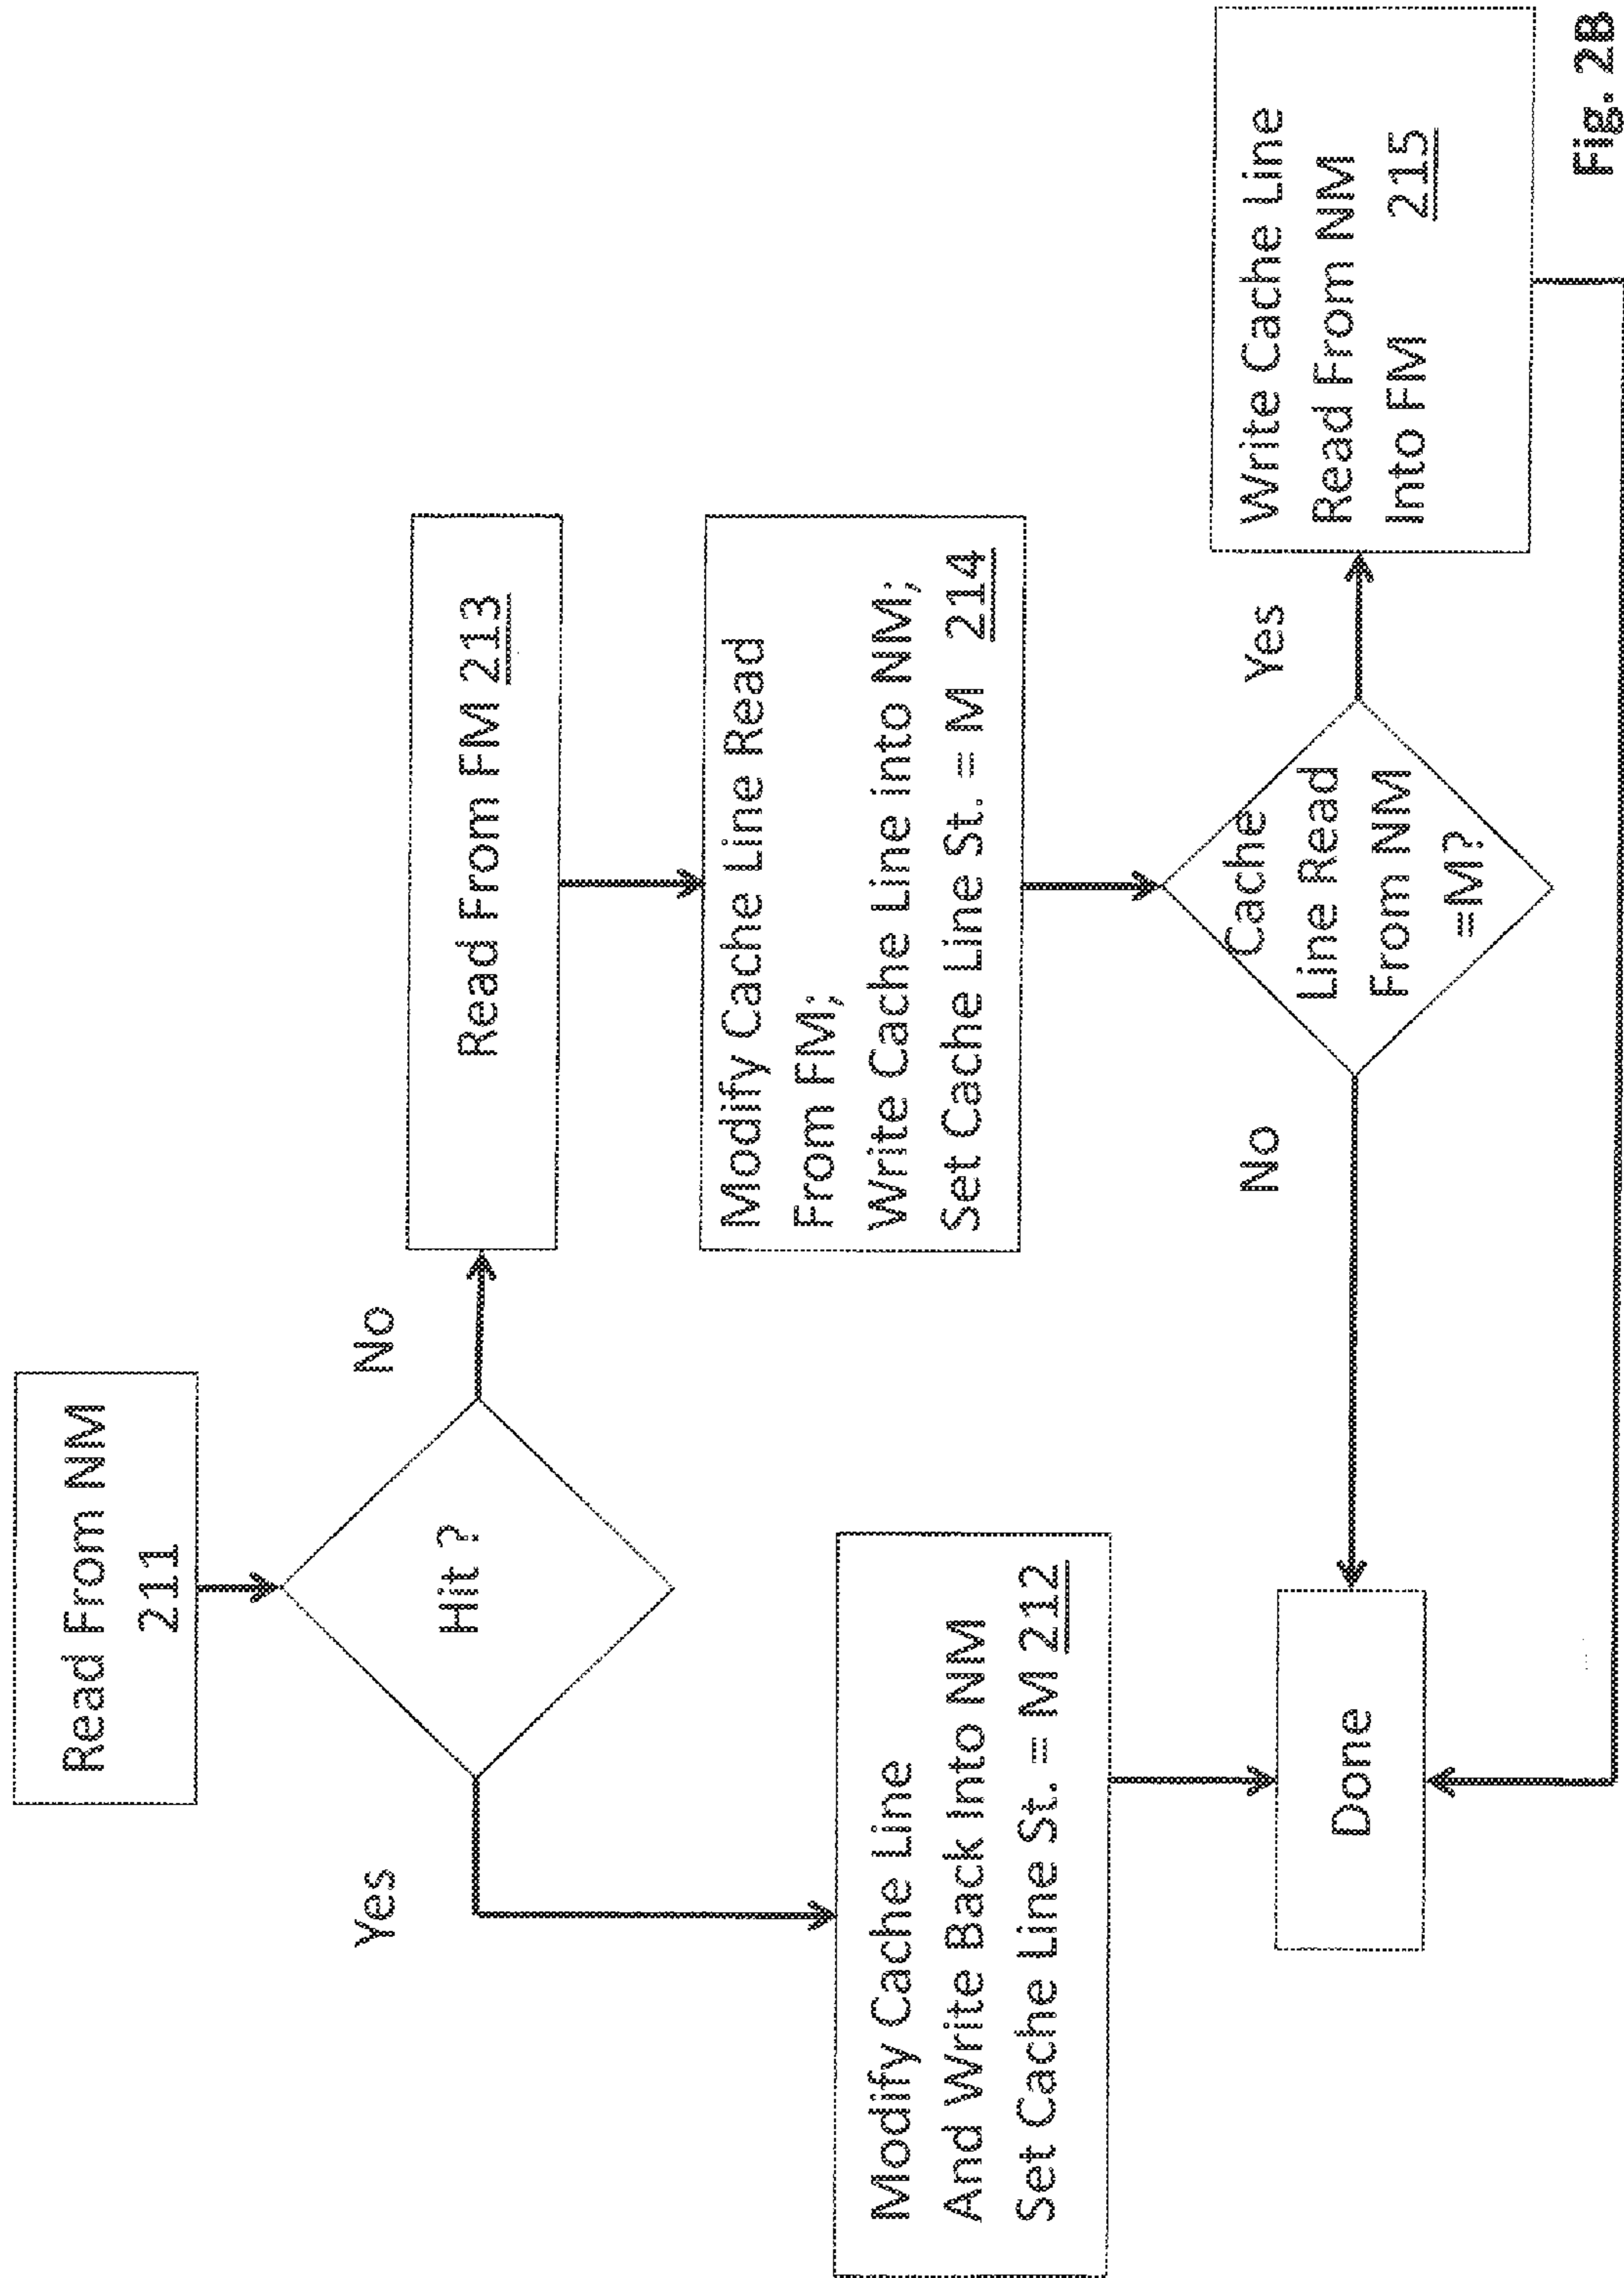 Read From NM
211
Hit ?
Yes
No
Modify Cache Line
And Write Back Into NM
Set Cache Line St. = M 212
Read From FM 213
Modify Cache Line Read
From FM;
Write Cache Line into NM;
Set Cache Line St. = M 214
Cache
Line Read
From NM
=M?
No
Yes
Done
Write Cache Line
Read From NM
Into FM 215
Fig. 2B